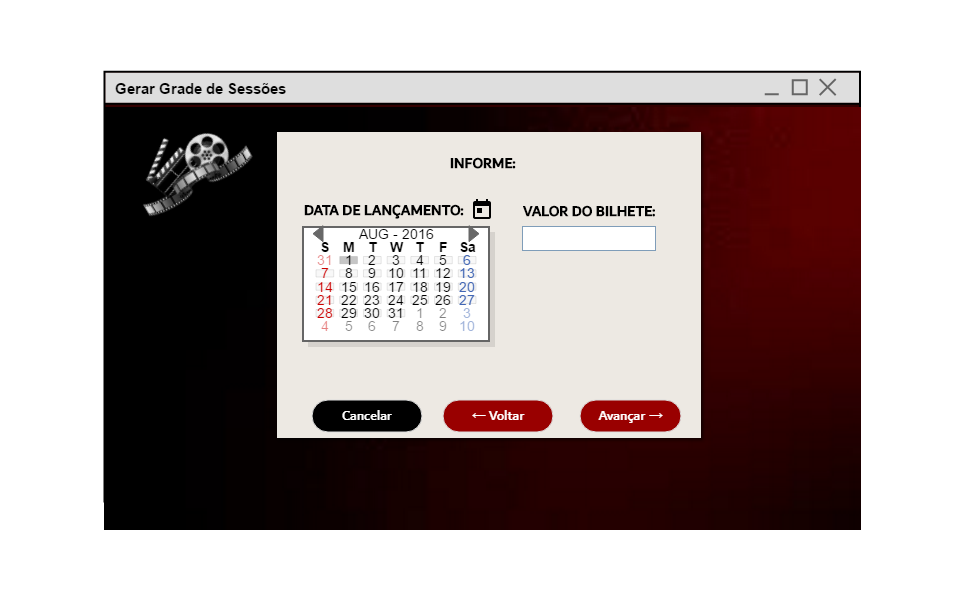 Gerar Grade de Sessões
INFORME:
DATA DE LANÇAMENTO:
AUG - 2016
S M T W T F Sa
31 1 2 3 4 5 6
7 8 9 10 11 12 13
14 15 16 17 18 19 20
21 22 23 24 25 26 27
28 29 30 31 1 2 3
4 5 6 7 8 9 10
VALOR DO BILHETE:
Cancelar
← Voltar
Avançar →